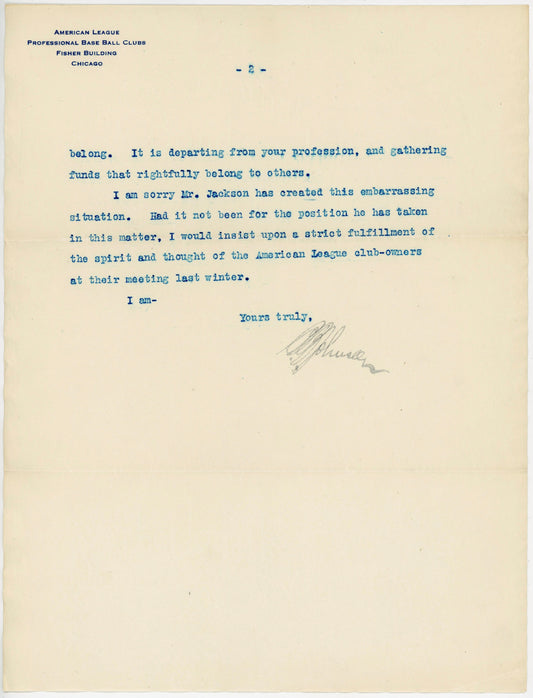 AMERICAN LEAGUE
PROFESSIONAL BASE BALL CLUBS
FISHER BUILDING
CHICAGO
- 2 -
belong. It is departing from your profession, and gathering
funds that rightfully belong to others.
I am sorry Mr. Jackson has created this embarrassing
situation. Had it not been for the position he has taken
in this matter, I would insist upon a strict fulfillment of
the spirit and thought of the American League club-owners
at their meeting last winter.
I am-
Yours truly,
BBJohnson